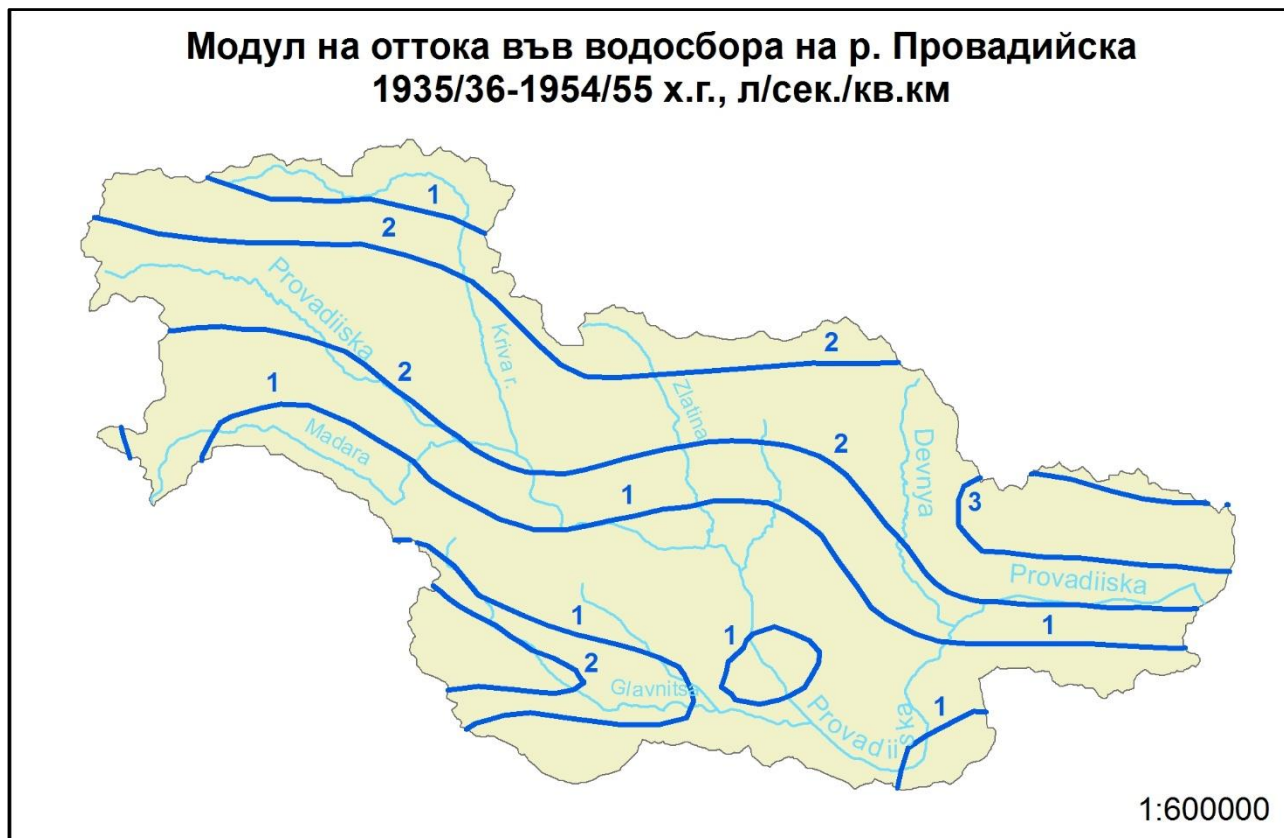 Модул на оттока във водосбора на р. Провадийска
1935/36-1954/55 х.г., л/сек./кв.км
1
2
Provadiiska
Kriva r.
2
2
1
Zlatina
Madara
2
Devnya
1
3
Provadiiska
1
1
1
2
Glavnitsa
Provadiiska
1
1:600000